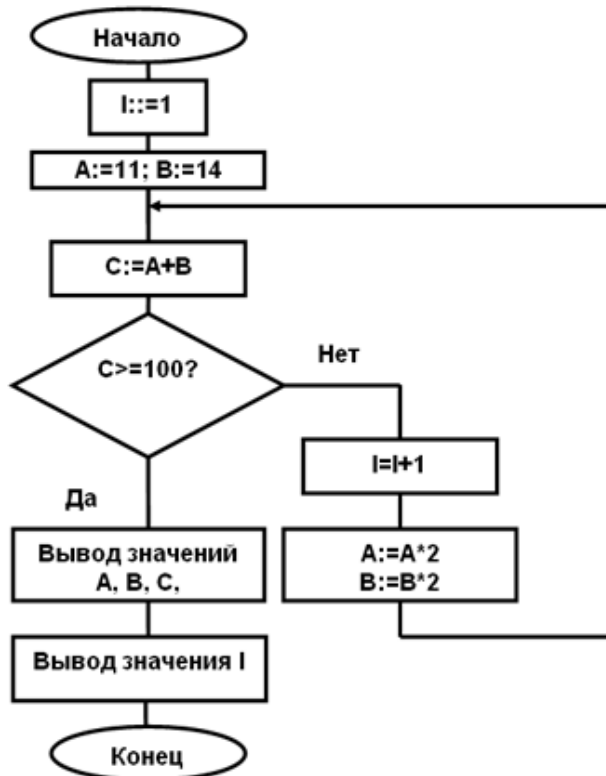 Начало
I::=1
A:=11; B:=14
C:=A+B
C>=100?
Нет
I=I+1
Да
Вывод значений
A, B, C,
A:=A*2
B:=B*2
Вывод значения I
Конец